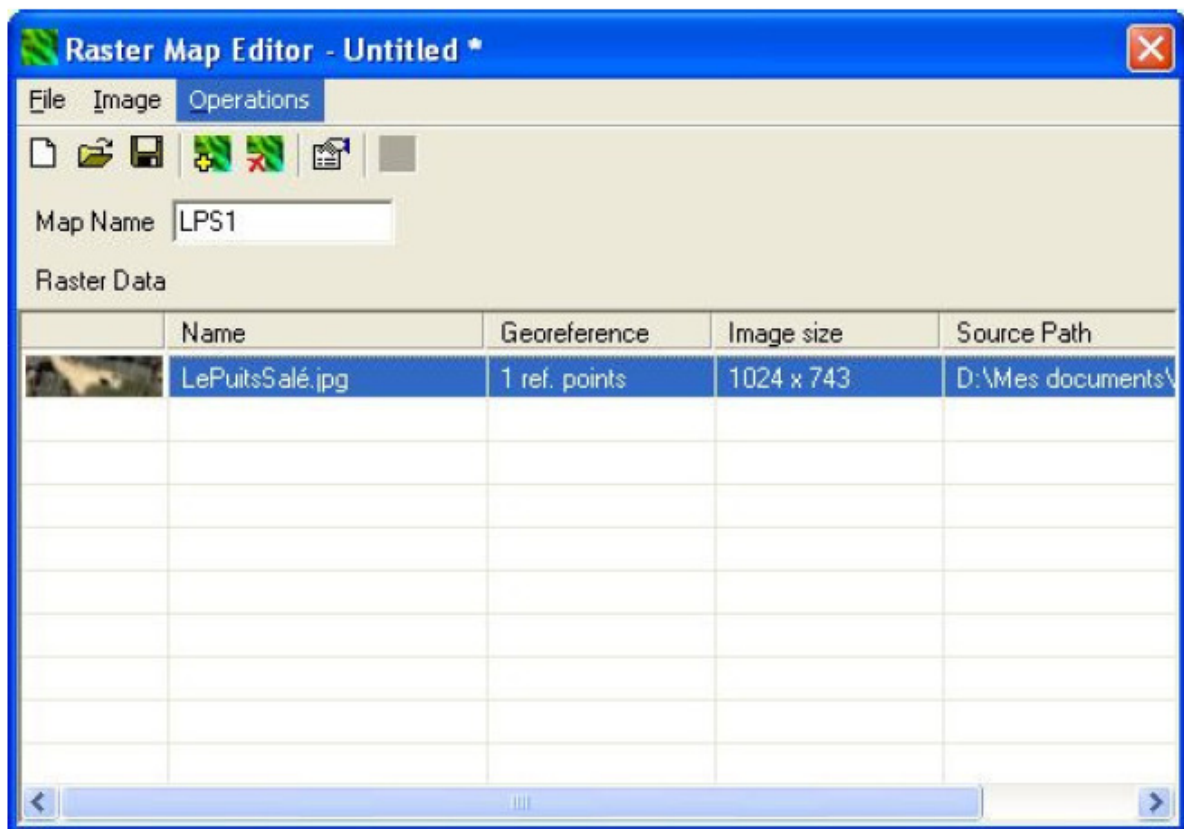 Raster Map Editor - Untitled *
File Image Operations
Map Name LPS1
Raster Data
Name Georeference Image size Source Path
LePuitsSalé.jpg 1 ref. points 1024 x 743 D:\Mes documents\